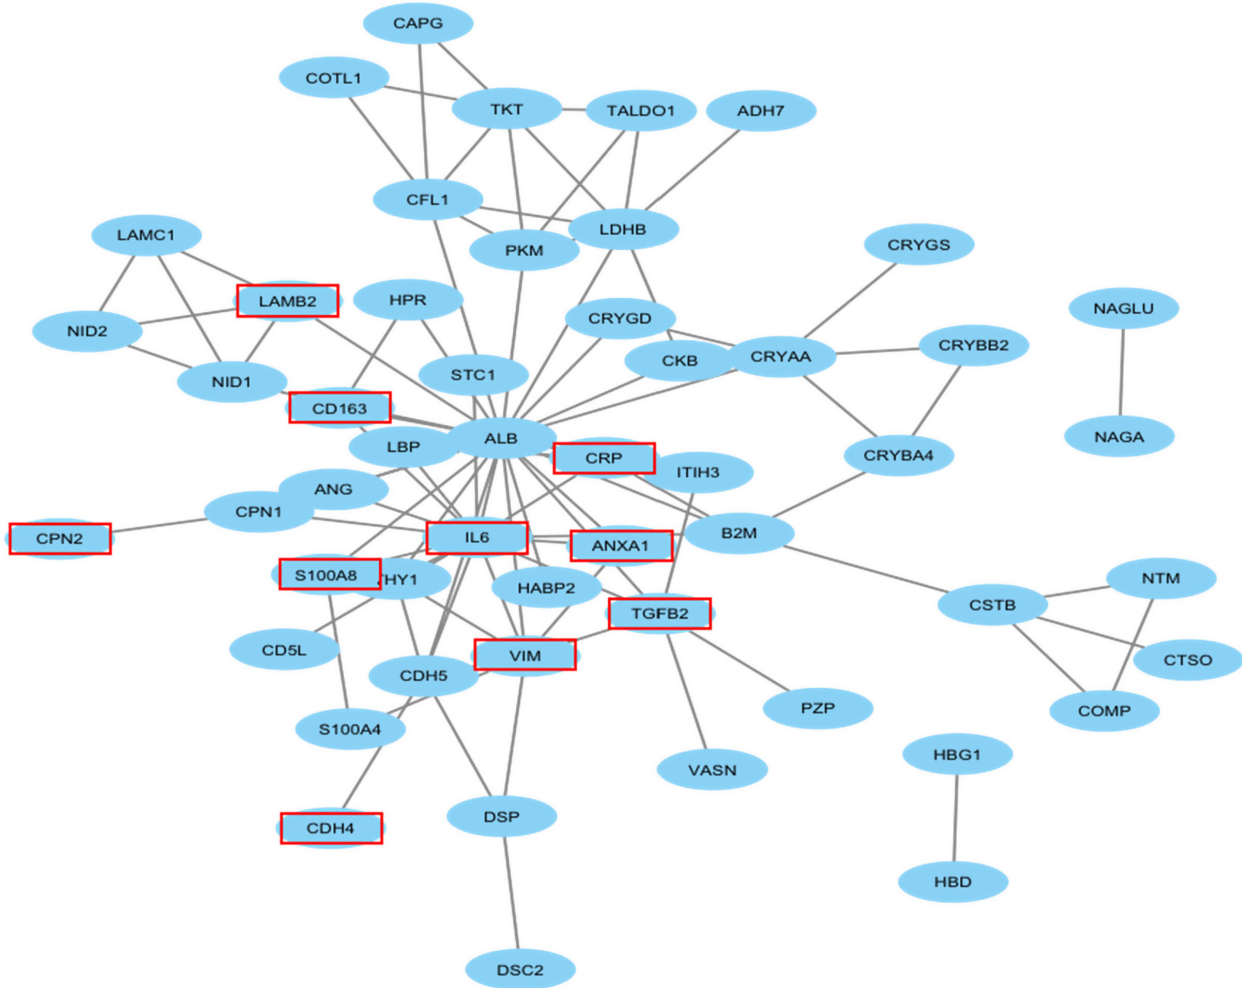 CAPG
COTL1
TKT
TALDO1
ADH7
CFL1
LDHB
LAMC1
PKM
CRYGS
LAMB2
HPR
NAGLU
CRYGD
NID2
CRYBB2
CKB
CRYAA
STC1
NID1
CD163
NAGA
ALB
LBP
CRP
CRYBA4
ITIH3
ANG
CPN1
B2M
CPN2
IL6
ANXA1
S100A8
THY1
HABP2
NTM
CSTB
TGFB2
CD5L
VIM
CTSO
CDH5
PZP
COMP
S100A4
HBG1
VASN
DSP
CDH4
HBD
DSC2